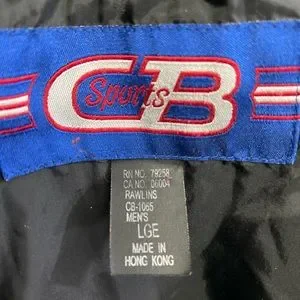 CB
Sports
RN NO. 79258
CA NO. 06004
RAWLINS
CB-1065
MEN'S
LGE
MADE IN
HONG KONG